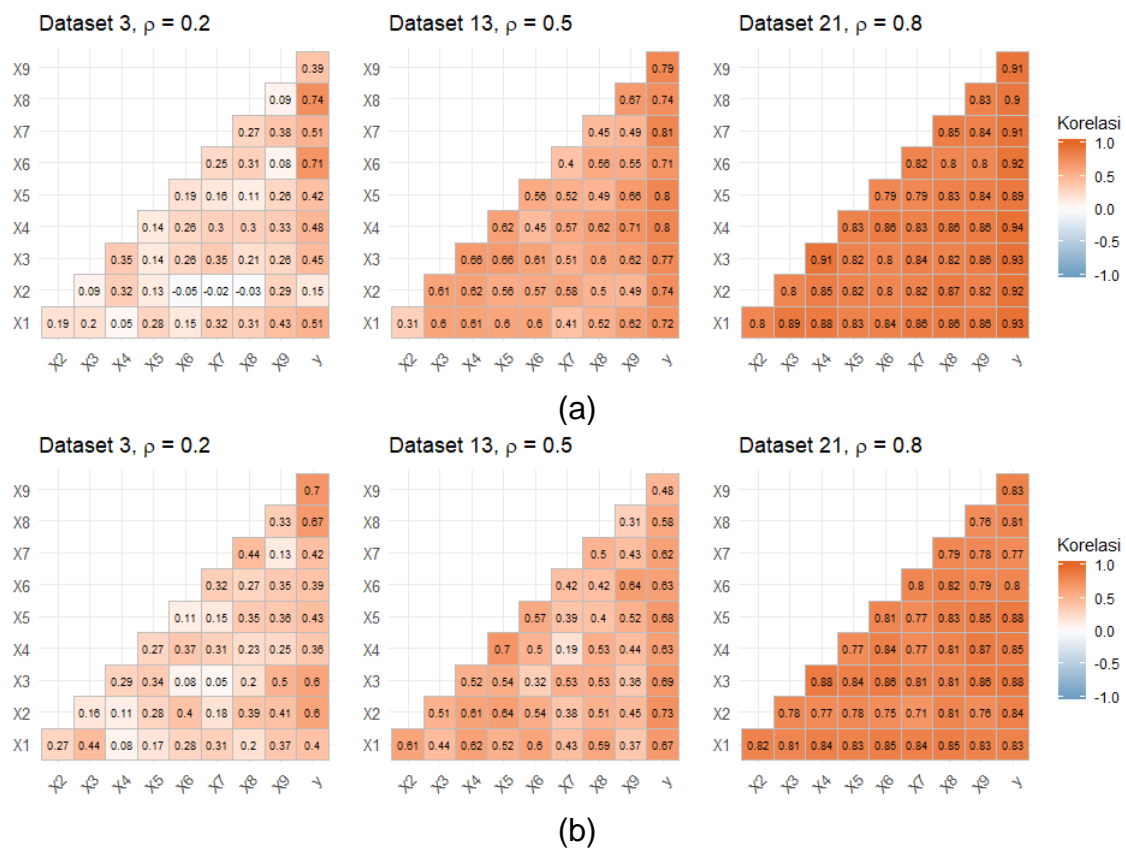 Dataset 3, ρ = 0.2 Dataset 13, ρ = 0.5 Dataset 21, ρ = 0.8
X9 0.39 0.79 0.91
X8 0.09 0.74 0.67 0.74 0.83 0.9
X7 0.27 0.38 0.51 0.45 0.49 0.81 0.85 0.84 0.91
X6 0.25 0.31 0.08 0.71 0.4 0.56 0.55 0.71 0.82 0.8 0.8 0.92
X5 0.19 0.16 0.11 0.26 0.42 0.56 0.52 0.49 0.66 0.8 0.79 0.79 0.83 0.84 0.89
X4 0.14 0.26 0.3 0.3 0.33 0.48 0.62 0.45 0.57 0.62 0.71 0.8 0.83 0.86 0.83 0.86 0.86 0.94
X3 0.35 0.14 0.26 0.35 0.21 0.26 0.45 0.66 0.66 0.61 0.51 0.6 0.62 0.77 0.91 0.82 0.8 0.84 0.82 0.86 0.93
X2 0.09 0.32 0.13 -0.05 -0.02 -0.03 0.29 0.15 0.61 0.62 0.56 0.57 0.58 0.5 0.49 0.74 0.8 0.85 0.82 0.82 0.87 0.82 0.82 0.92
X1 0.19 0.2 0.05 0.28 0.15 0.32 0.31 0.43 0.51 0.31 0.6 0.61 0.6 0.6 0.41 0.52 0.62 0.72 0.8 0.89 0.88 0.83 0.84 0.86 0.86 0.86 0.93
X2 X3 X4 X5 X6 X7 X8 X9 y X2 X3 X4 X5 X6 X7 X8 X9 y X2 X3 X4 X5 X6 X7 X8 X9 y
Korelasi
1.0
0.5
0.0
-0.5
-1.0
(a)
Dataset 3, ρ = 0.2 Dataset 13, ρ = 0.5 Dataset 21, ρ = 0.8
X9 0.7 0.48 0.83
X8 0.33 0.67 0.31 0.58 0.76 0.81
X7 0.44 0.13 0.42 0.5 0.43 0.62 0.79 0.78 0.77
X6 0.32 0.27 0.35 0.39 0.42 0.42 0.64 0.63 0.8 0.82 0.79 0.8
X5 0.11 0.15 0.35 0.36 0.43 0.57 0.39 0.4 0.52 0.68 0.81 0.77 0.83 0.85 0.88
X4 0.27 0.37 0.31 0.23 0.25 0.36 0.7 0.5 0.19 0.53 0.44 0.63 0.77 0.84 0.77 0.81 0.87 0.85
X3 0.29 0.34 0.08 0.05 0.2 0.5 0.6 0.52 0.54 0.32 0.53 0.53 0.36 0.69 0.88 0.84 0.86 0.81 0.81 0.86 0.88
X2 0.16 0.11 0.28 0.4 0.18 0.39 0.41 0.6 0.51 0.61 0.64 0.54 0.38 0.51 0.45 0.73 0.78 0.77 0.78 0.75 0.71 0.81 0.76 0.84
X1 0.27 0.44 0.08 0.17 0.28 0.31 0.2 0.37 0.4 0.61 0.44 0.62 0.52 0.6 0.43 0.59 0.37 0.67 0.82 0.81 0.84 0.83 0.85 0.84 0.85 0.83 0.83
X2 X3 X4 X5 X6 X7 X8 X9 y X2 X3 X4 X5 X6 X7 X8 X9 y X2 X3 X4 X5 X6 X7 X8 X9 y
Korelasi
1.0
0.5
0.0
-0.5
-1.0
(b)